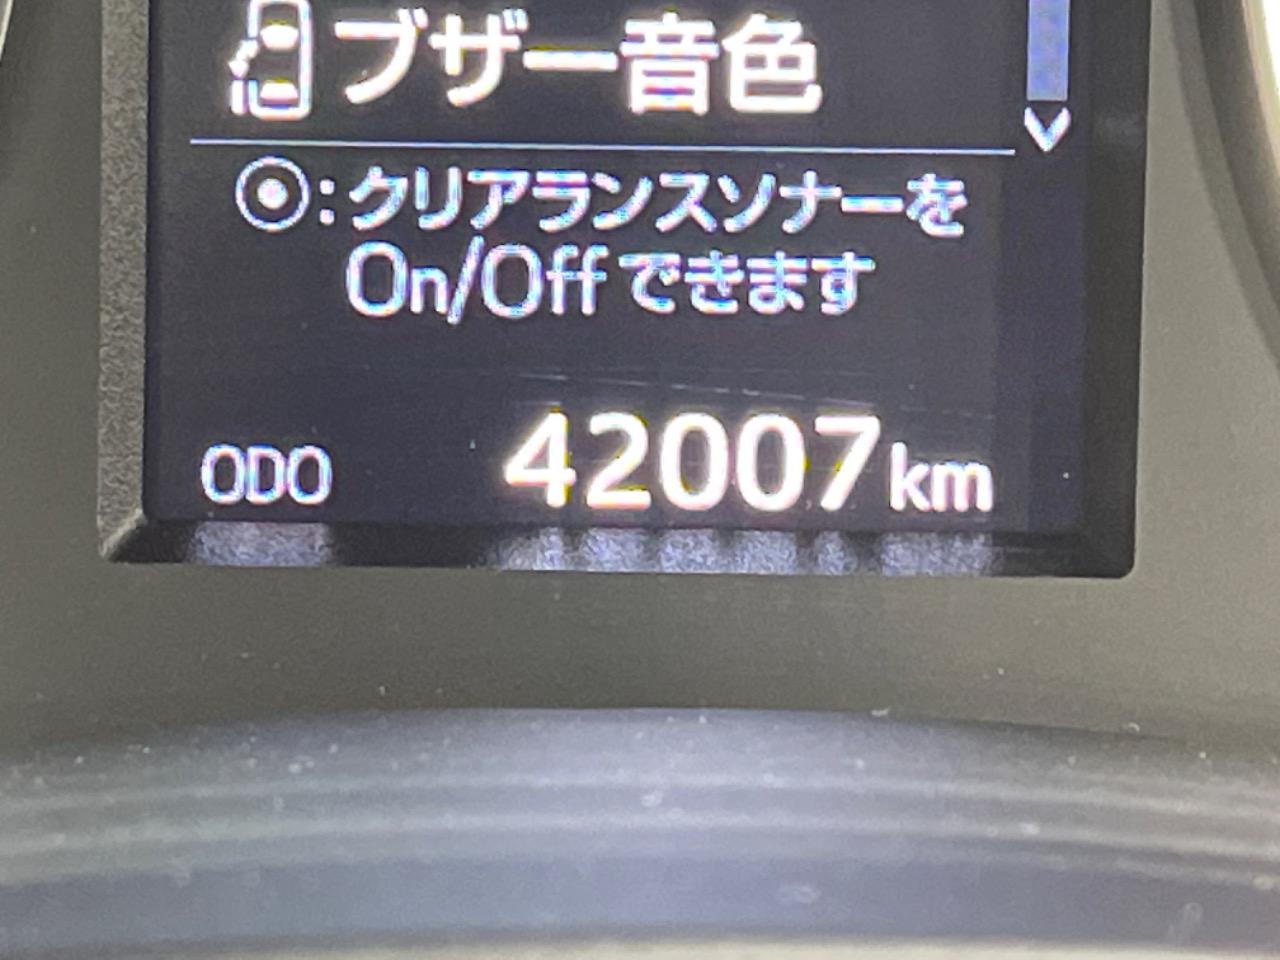 ブザー音色
⦿:クリアランスソナーを
On/Offできます
ODO 42007km